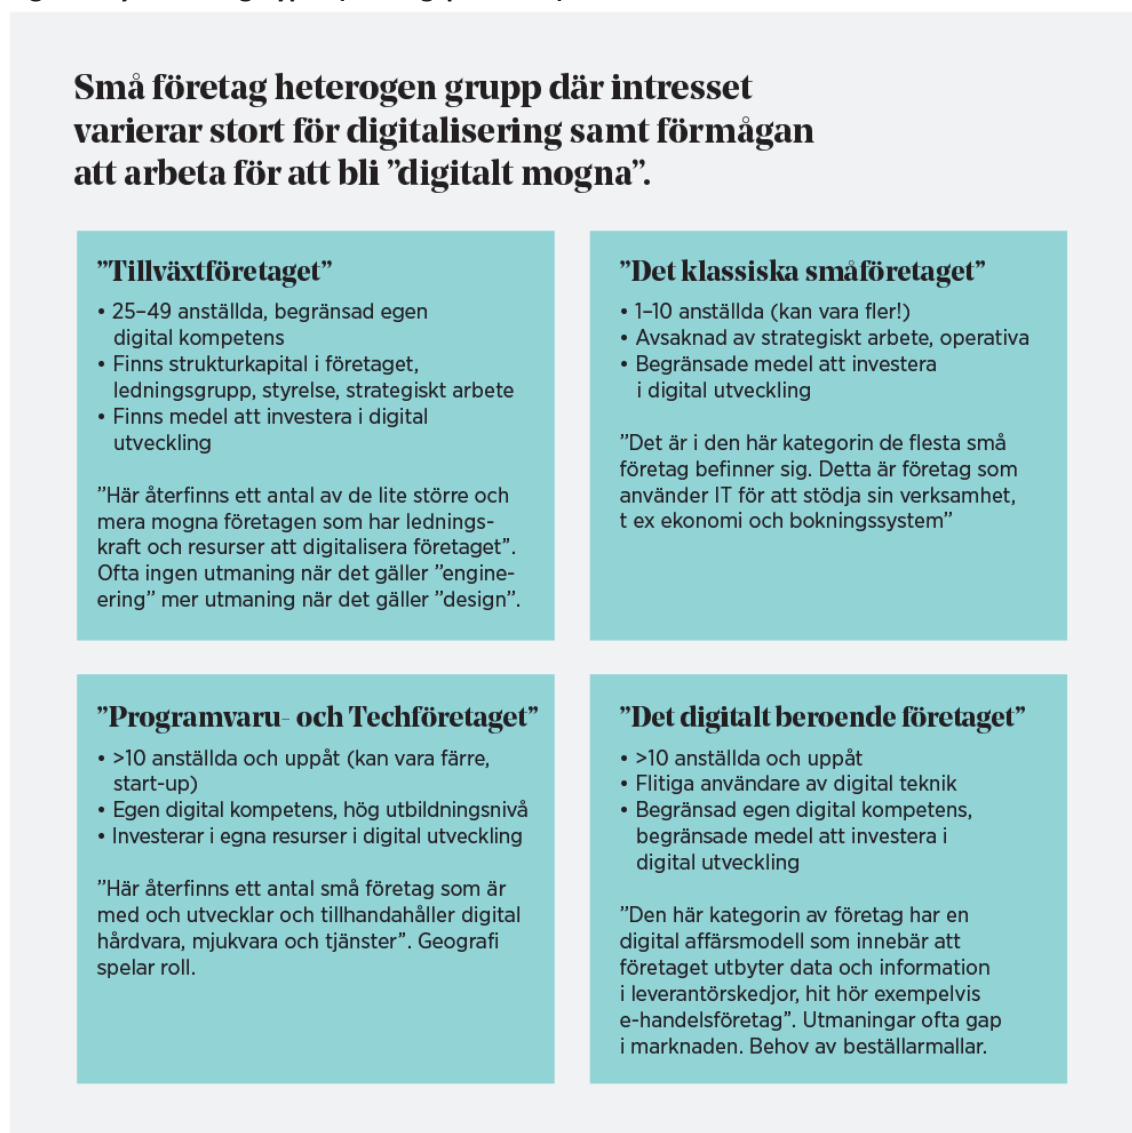 Små företag heterogen grupp där intresset
varierar stort för digitalisering samt förmågan
att arbeta för att bli ”digitalt mogna”.
”Tillväxtföretaget”
• 25–49 anställda, begränsad egen
digital kompetens
• Finns strukturkapital i företaget,
ledningsgrupp, styrelse, strategiskt arbete
• Finns medel att investera i digital
utveckling
”Här återfinns ett antal av de lite större och
mera mogna företagen som har lednings-
kraft och resurser att digitalisera företaget”.
Ofta ingen utmaning när det gäller ”engine-
ering” mer utmaning när det gäller ”design”.
”Det klassiska småföretaget”
• 1–10 anställda (kan vara fler!)
• Avsaknad av strategiskt arbete, operativa
• Begränsade medel att investera
i digital utveckling
”Det är i den här kategorin de flesta små
företag befinner sig. Detta är företag som
använder IT för att stödja sin verksamhet,
t ex ekonomi och bokningssystem”
”Programvaru- och Techföretaget”
• >10 anställda och uppåt (kan vara färre,
start-up)
• Egen digital kompetens, hög utbildningsnivå
• Investerar i egna resurser i digital utveckling
”Här återfinns ett antal små företag som är
med och utvecklar och tillhandahåller digital
hårdvara, mjukvara och tjänster”. Geografi
spelar roll.
”Det digitalt beroende företaget”
• >10 anställda och uppåt
• Flitiga användare av digital teknik
• Begränsad egen digital kompetens,
begränsade medel att investera i
digital utveckling
”Den här kategorin av företag har en
digital affärsmodell som innebär att
företaget utbyter data och information
i leverantörskedjor, hit hör exempelvis
e-handelsföretag”. Utmaningar ofta gap
i marknaden. Behov av beställarmallar.